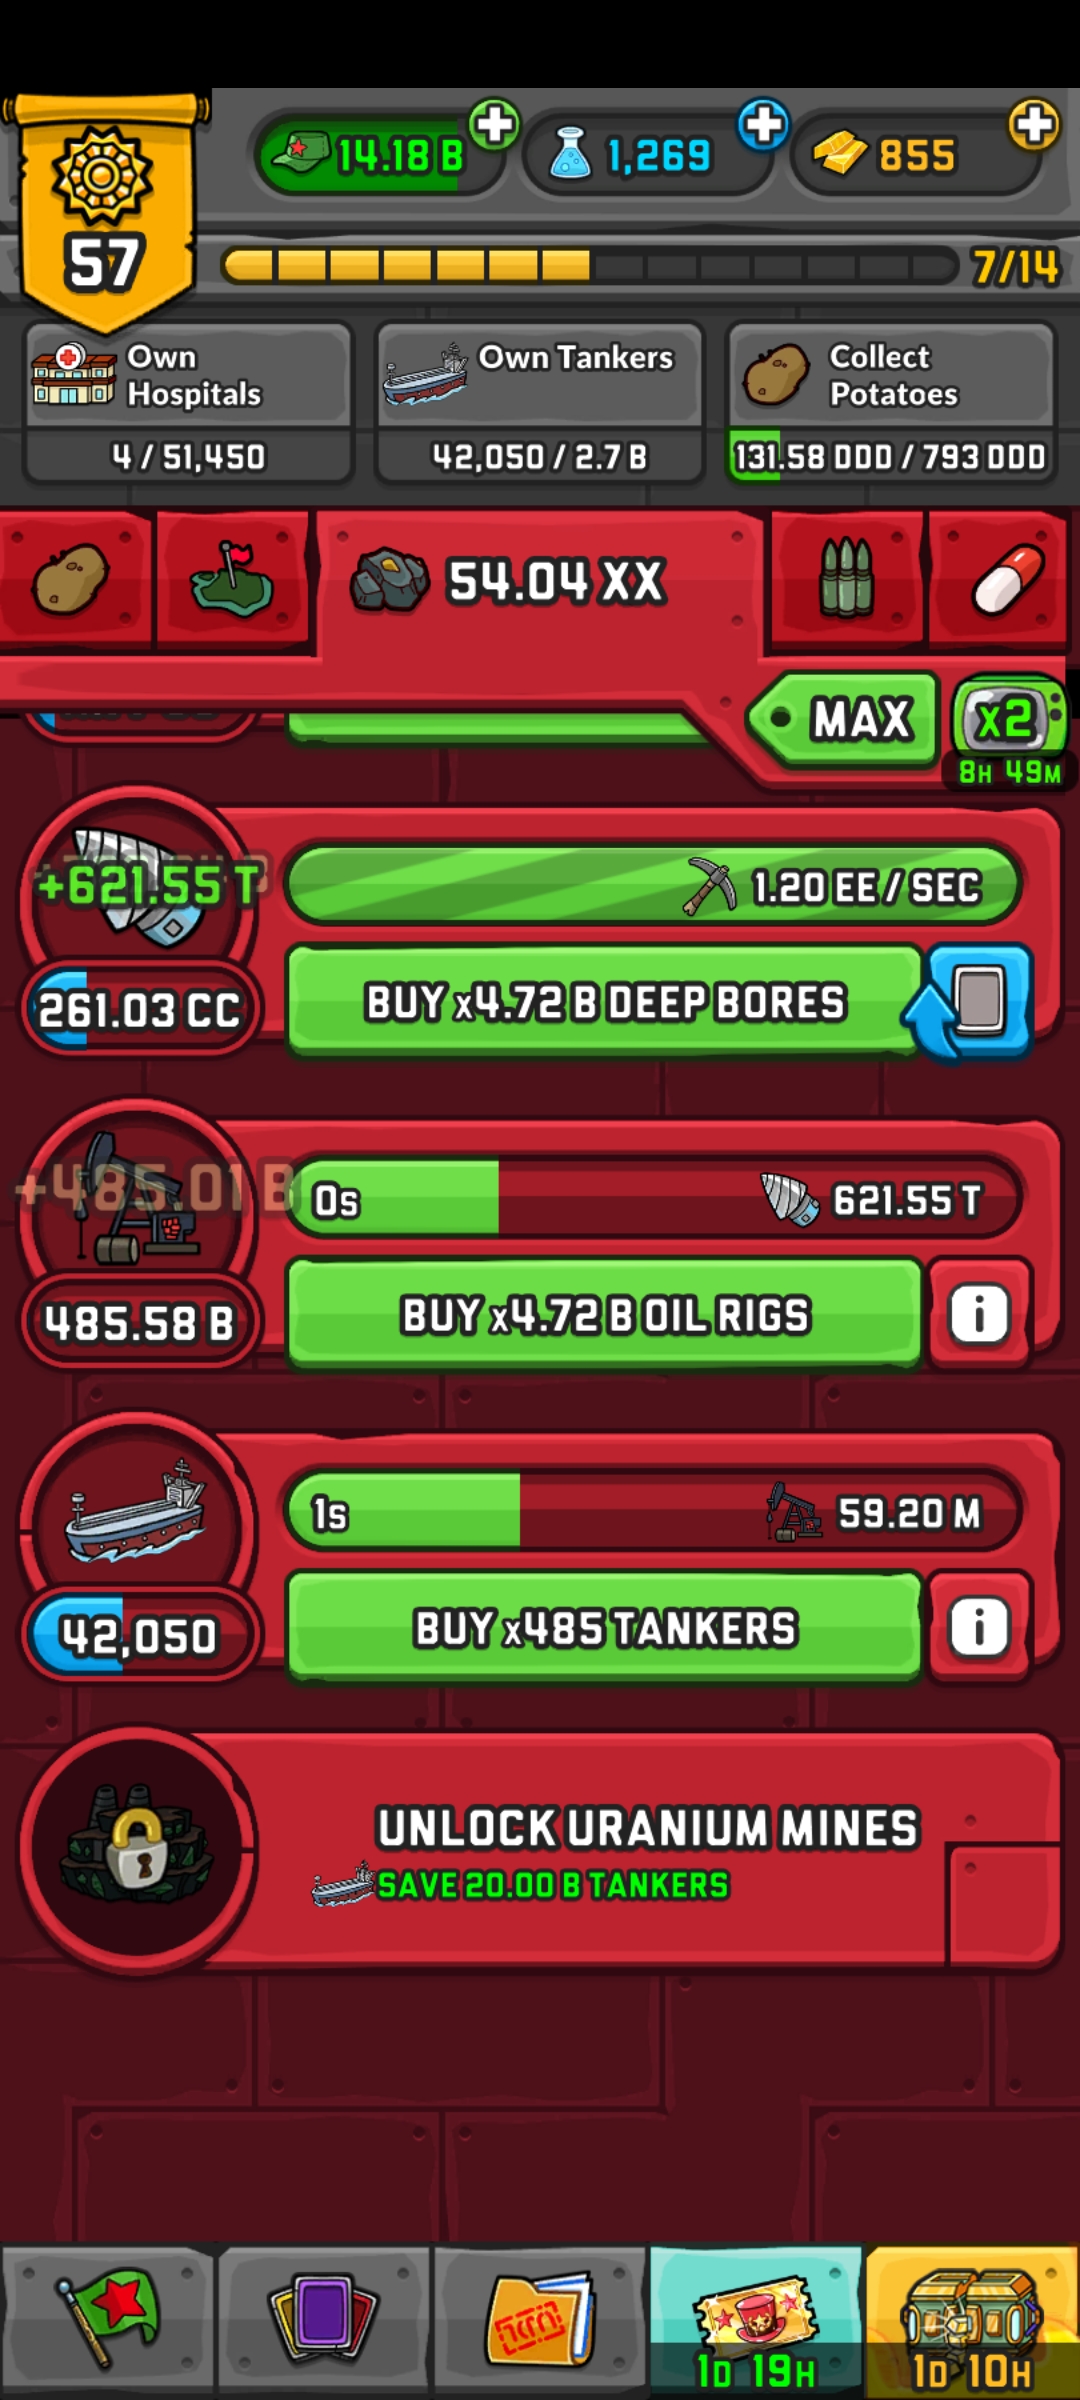 14.18 B
1,269
855
57
7/14
Own Hospitals
4 / 51,450
Own Tankers
42,050 / 2.7 B
Collect Potatoes
131.58 DDD / 793 DDD
54.04 XX
MAX
x2
8H 49M
+621.55 T
1.20 EE / SEC
261.03 CC
BUY x4.72 B DEEP BORES
+485.01 B
0s
621.55 T
485.58 B
BUY x4.72 B OIL RIGS
i
1s
59.20 M
42,050
BUY x485 TANKERS
i
UNLOCK URANIUM MINES
SAVE 20.00 B TANKERS
1D 19H
1D 10H